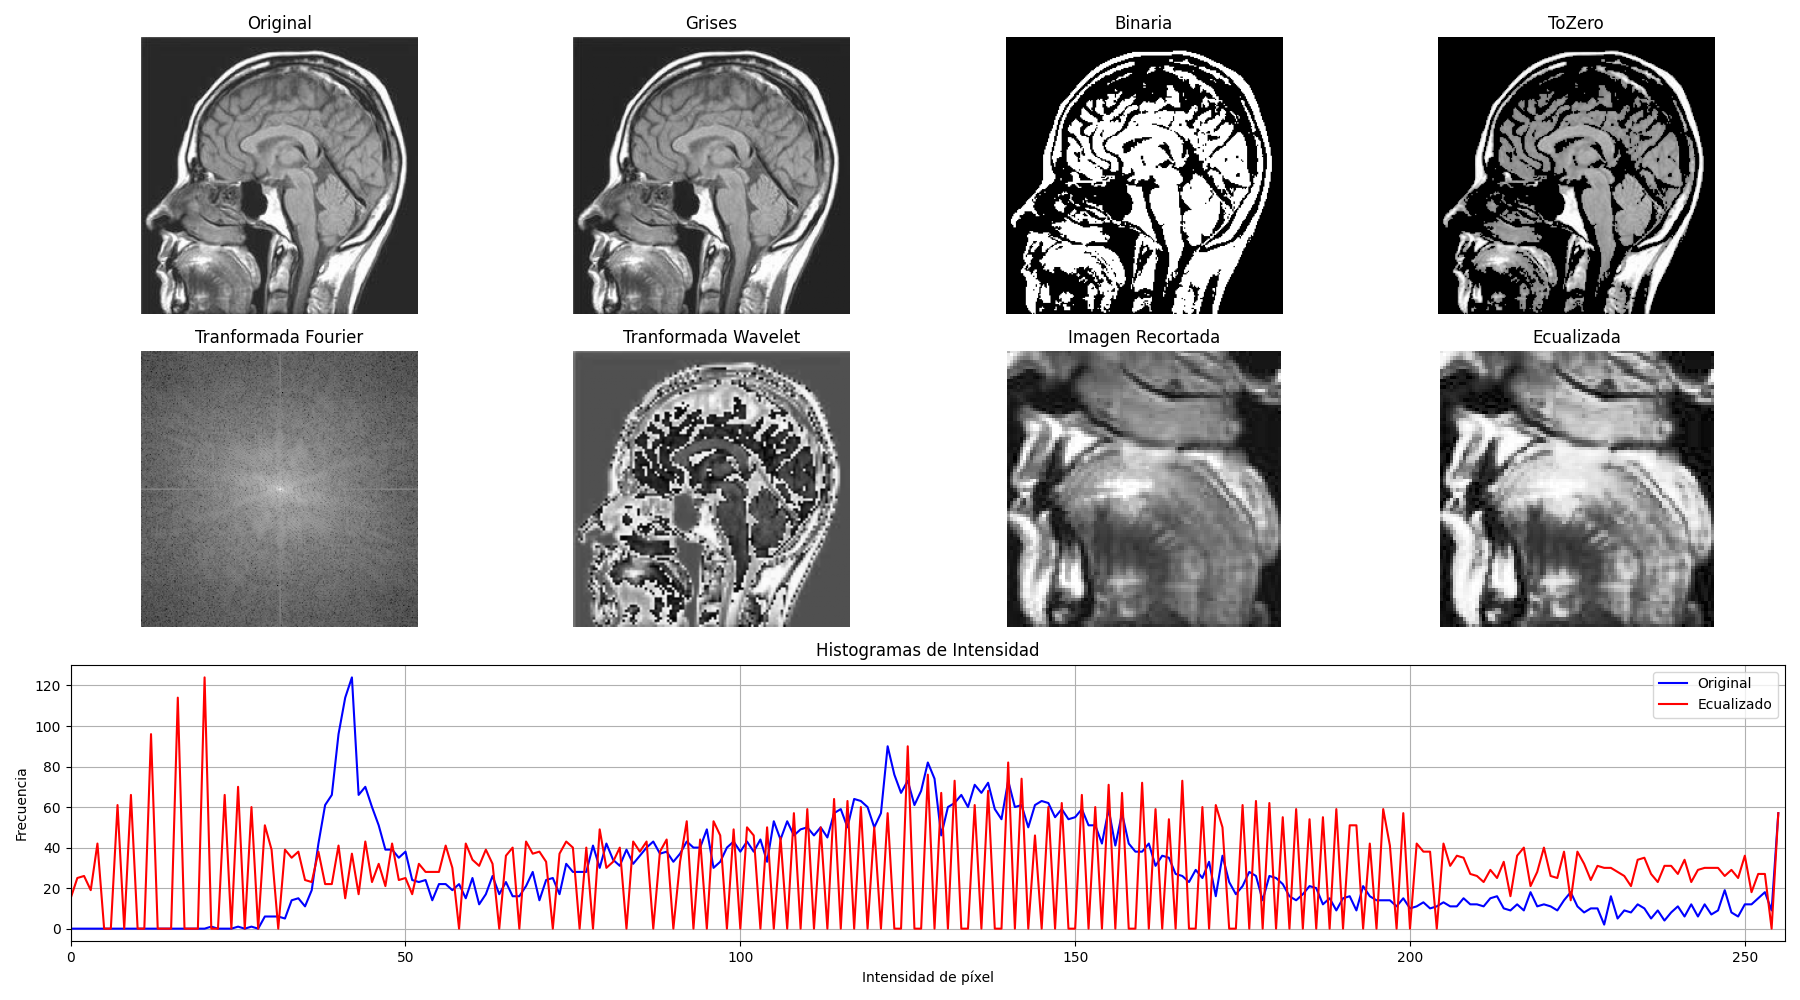 Original
Grises
Binaria
ToZero
Tranformada Fourier
Tranformada Wavelet
Imagen Recortada
Ecualizada
Histogramas de Intensidad
Frecuencia
120
100
80
60
40
20
0
Original
Ecualizado
0
50
100
150
200
250
Intensidad de píxel